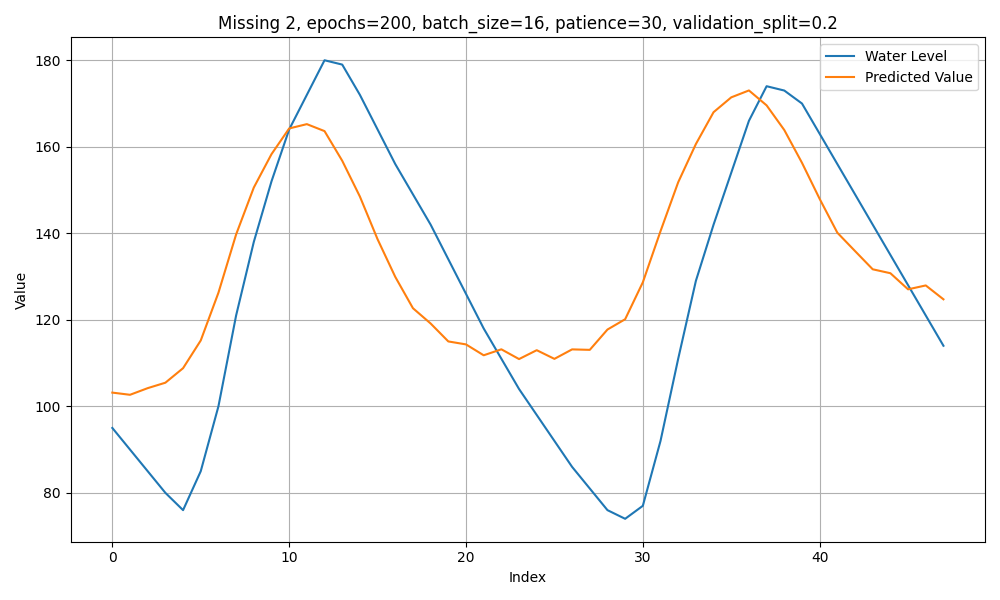 Missing 2, epochs=200, batch_size=16, patience=30, validation_split=0.2
Water Level
Predicted Value
Value
180
160
140
120
100
80
0
10
20
30
40
Index